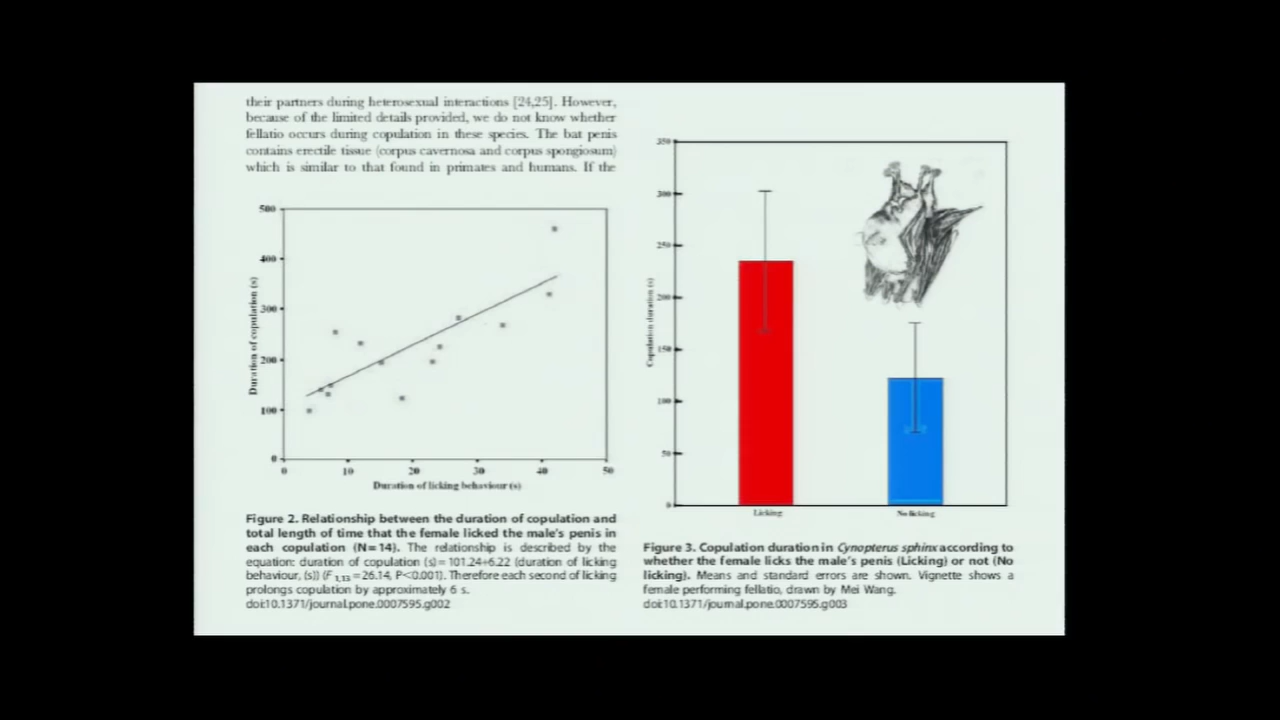 their partners during heterosexual interactions [24,25]. However,
because of the limited details provided, we do not know whether
fellatio occurs during copulation in these species. The bat penis
contains erectile tissue (corpus cavernosa and corpus spongiosum)
which is similar to that found in primates and humans. If the
500
400
300
200
100
0
0 10 20 30 40 50
Duration of copulation (s)
Duration of licking behaviour (s)
Figure 2. Relationship between the duration of copulation and
total length of time that the female licked the male's penis in
each copulation (N=14). The relationship is described by the
equation: duration of copulation (s)=101.24+6.22 (duration of licking
behaviour, (s)) (F 1,13 =26.14, P<0.001). Therefore each second of licking
prolongs copulation by approximately 6 s.
doi:10.1371/journal.pone.0007595.g002
350
300
250
200
150
100
50
0
Copulation duration (s)
Licking No licking
Figure 3. Copulation duration in Cynopterus sphinx according to
whether the female licks the male's penis (Licking) or not (No
licking). Means and standard errors are shown. Vignette shows a
female performing fellatio, drawn by Mei Wang.
doi:10.1371/journal.pone.0007595.g003